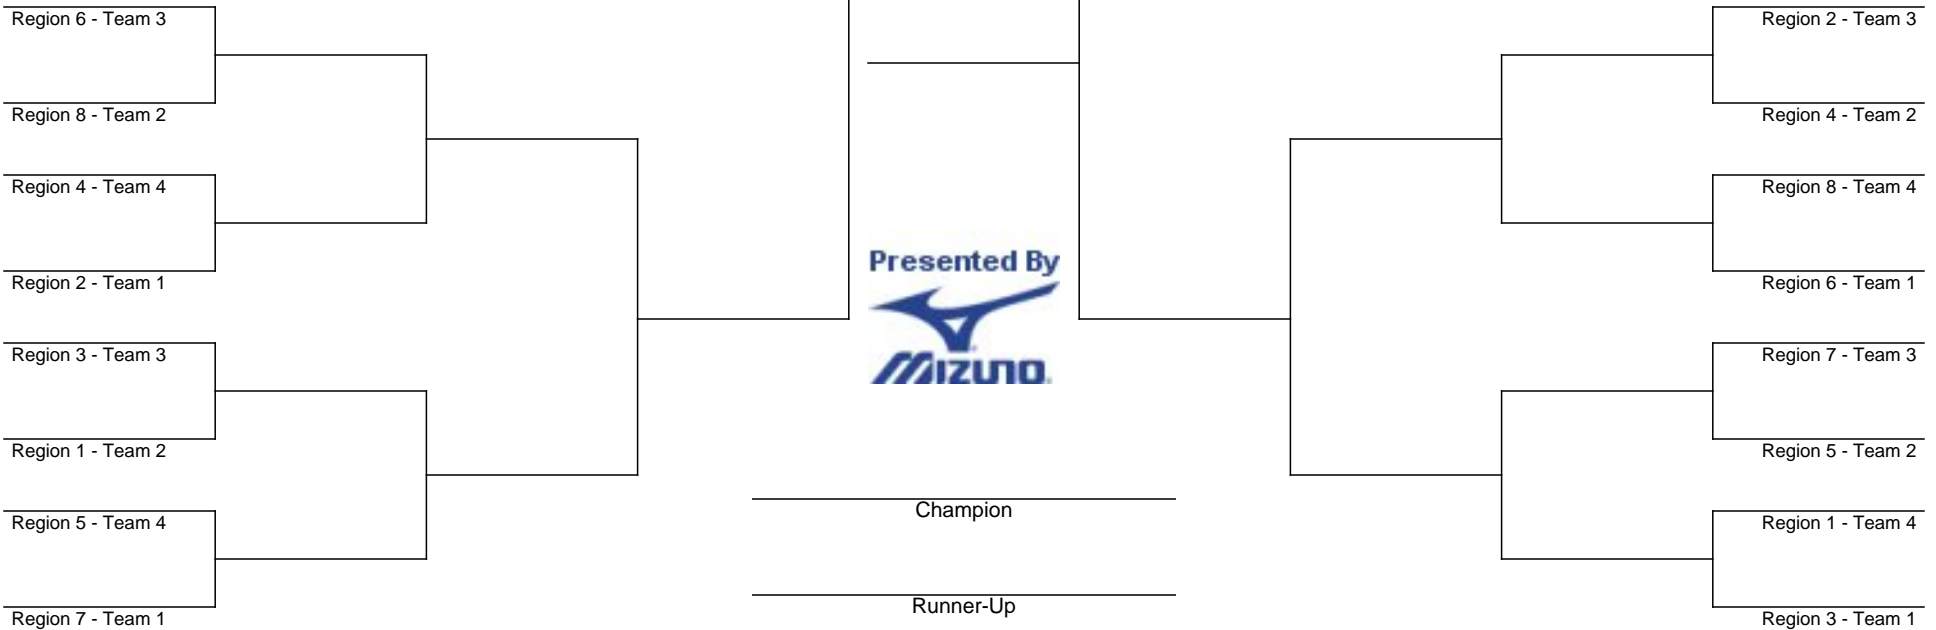 Region 6 - Team 3
Region 8 - Team 2
Region 4 - Team 4
Region 2 - Team 1
Region 3 - Team 3
Region 1 - Team 2
Region 5 - Team 4
Region 7 - Team 1
Presented By
MIZUNO
Champion
Runner-Up
Region 2 - Team 3
Region 4 - Team 2
Region 8 - Team 4
Region 6 - Team 1
Region 7 - Team 3
Region 5 - Team 2
Region 1 - Team 4
Region 3 - Team 1